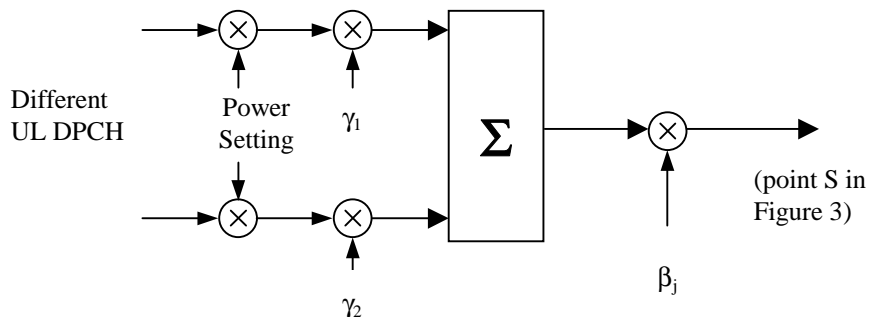 Different
UL DPCH
Power
Setting
γ1
γ2
Σ
βj
(point S in
Figure 3)